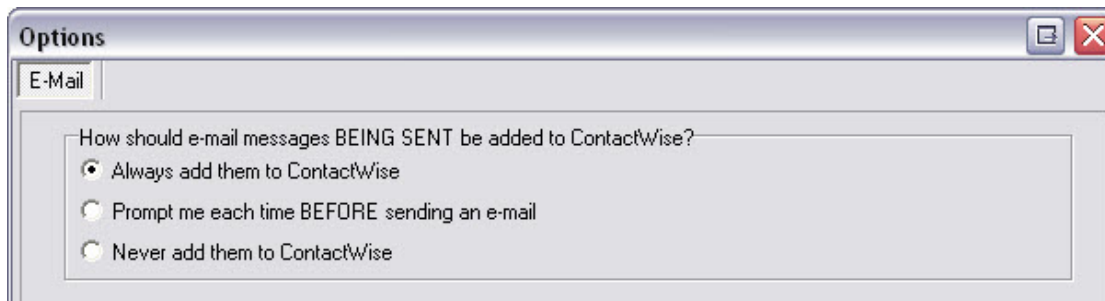 Options
E-Mail
How should e-mail messages BEING SENT be added to ContactWise?
Always add them to ContactWise
Prompt me each time BEFORE sending an e-mail
Never add them to ContactWise